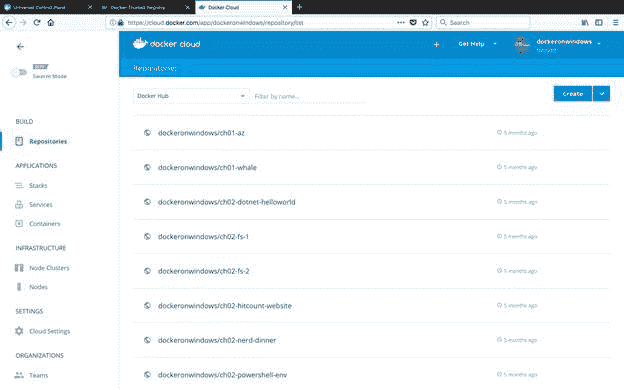 Universal Control Plane
Docker Trusted Registry
Docker Cloud
https://cloud.docker.com/app/dockeronwindows/repository/list
Search
docker cloud
Get Help
dockeronwindows
BETA
Swarm Mode
Repositories
Docker Hub
Filter by name...
Create
BUILD
Repositories
APPLICATIONS
Stacks
Services
Containers
INFRASTRUCTURE
Node Clusters
Nodes
SETTINGS
Cloud Settings
ORGANIZATIONS
Teams
dockeronwindows/ch01-az
5 months ago
dockeronwindows/ch01-whale
5 months ago
dockeronwindows/ch02-dotnet-helloworld
5 months ago
dockeronwindows/ch02-fs-1
5 months ago
dockeronwindows/ch02-fs-2
5 months ago
dockeronwindows/ch02-hitcount-website
5 months ago
dockeronwindows/ch02-nerd-dinner
5 months ago
dockeronwindows/ch02-powershell-env
5 months ago